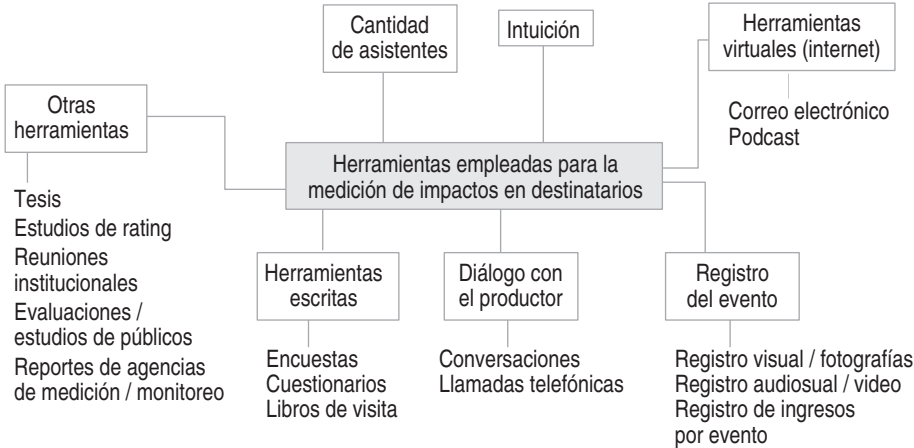 Cantidad
de asistentes
Intuición
Herramientas
virtuales (internet)
Correo electrónico
Podcast
Otras
herramientas
Tesis
Estudios de rating
Reuniones
institucionales
Evaluaciones /
estudios de públicos
Reportes de agencias
de medición / monitoreo
Herramientas empleadas para la
medición de impactos en destinatarios
Herramientas
escritas
Encuestas
Cuestionarios
Libros de visita
Diálogo con
el productor
Conversaciones
Llamadas telefónicas
Registro
del evento
Registro visual / fotografías
Registro audiosual / video
Registro de ingresos
por evento